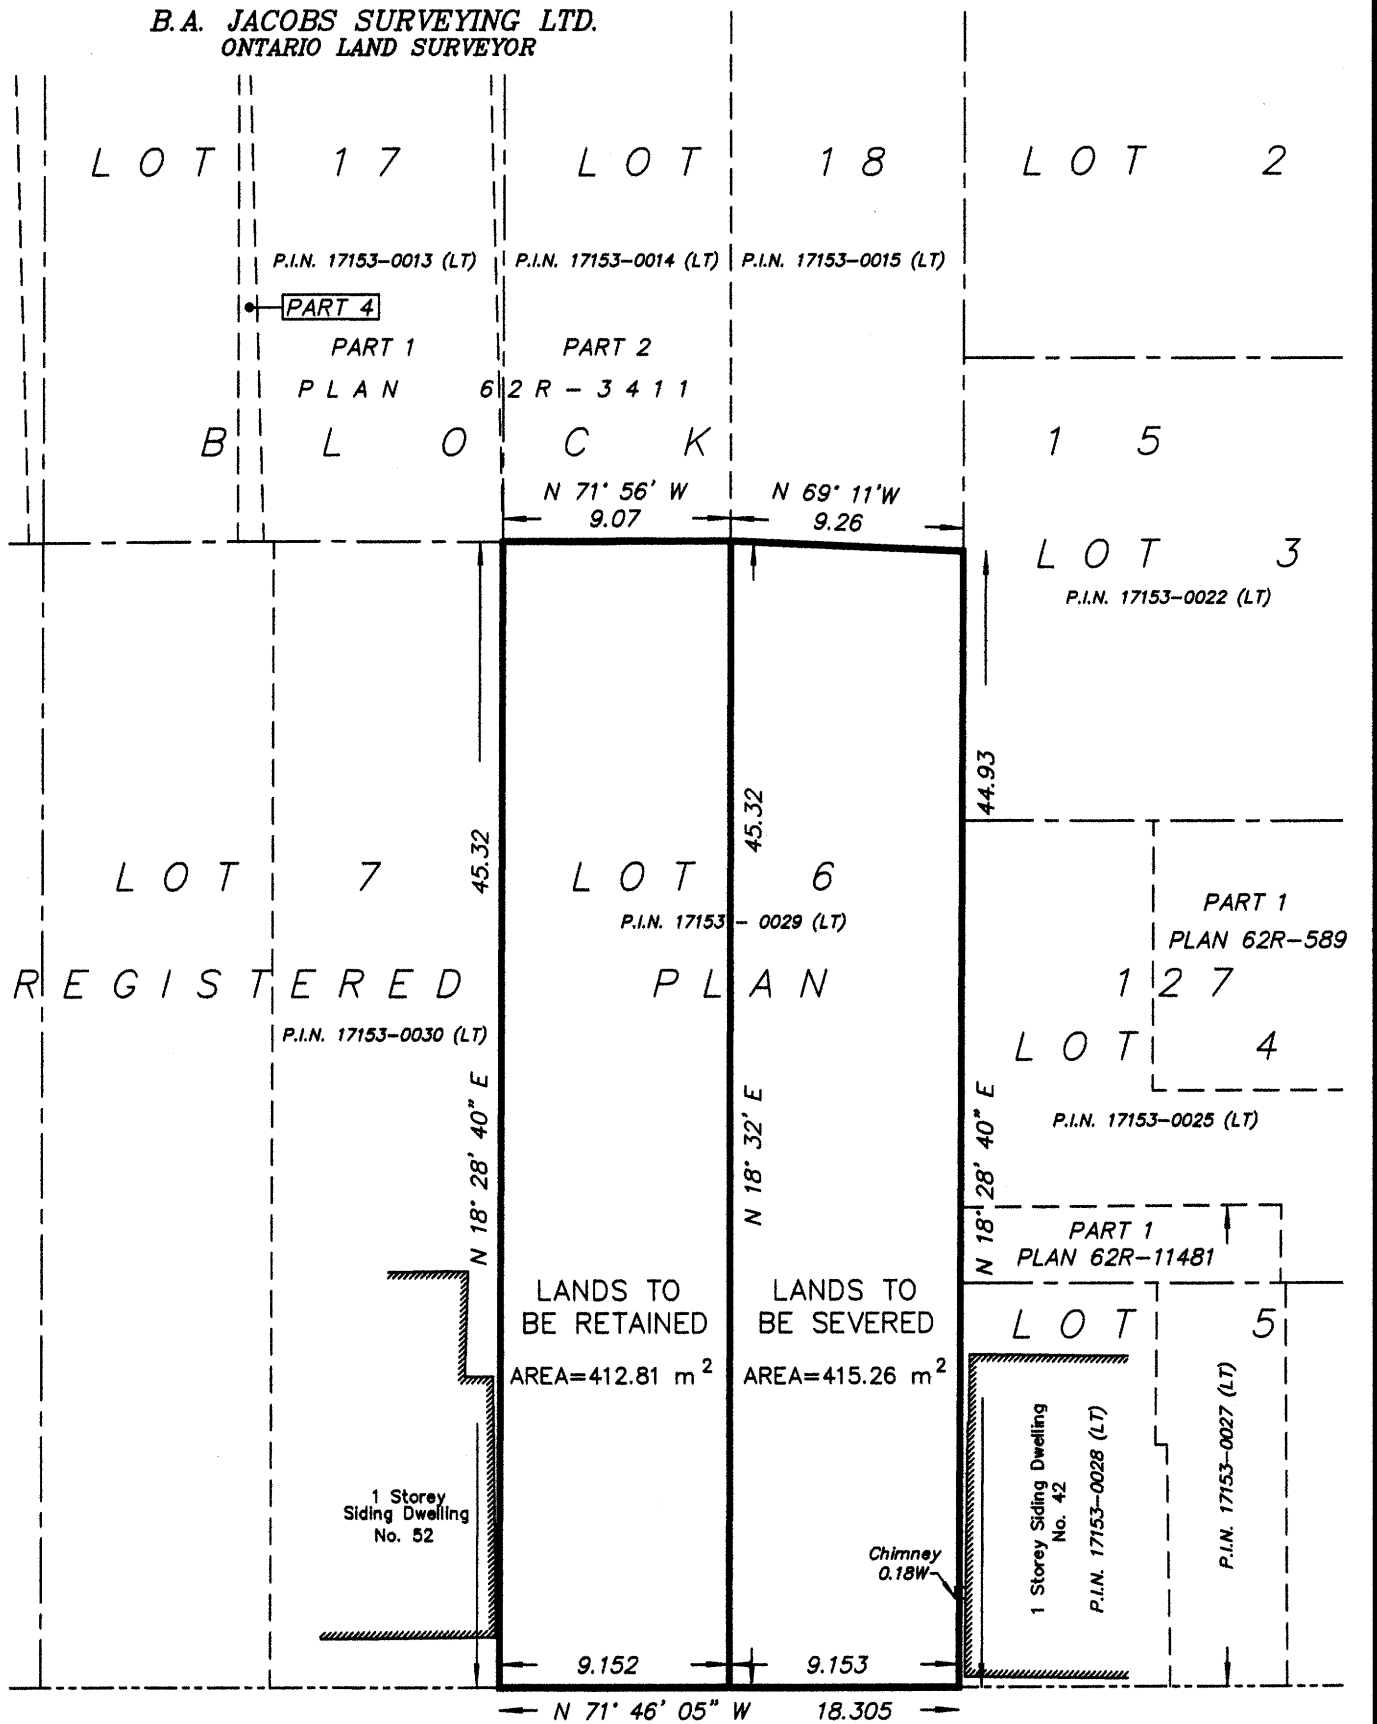 B.A. JACOBS SURVEYING LTD.
ONTARIO LAND SURVEYOR
LOT 17
LOT 18
LOT 2
P.I.N. 17153-0013 (LT)
P.I.N. 17153-0014 (LT)
P.I.N. 17153-0015 (LT)
PART 4
PART 1
PART 2
PLAN 62R-3411
BLOCK 15
N 71° 56' W
9.07
N 69° 11'W
9.26
LOT 3
P.I.N. 17153-0022 (LT)
45.32
45.32
44.93
LOT 7
LOT 6
P.I.N. 17153 - 0029 (LT)
PART 1
PLAN 62R-589
REGISTERED PLAN 127
P.I.N. 17153-0030 (LT)
LOT 4
P.I.N. 17153-0025 (LT)
N 18° 28' 40" E
N 18° 32' E
N 18° 28' 40" E
PART 1
PLAN 62R-11481
LANDS TO
BE RETAINED
AREA=412.81 m²
LANDS TO
BE SEVERED
AREA=415.26 m²
LOT 5
1 Storey
Siding Dwelling
No. 52
1 Storey Siding Dwelling
No. 42
P.I.N. 17153-0028 (LT)
P.I.N. 17153-0027 (LT)
Chimney
0.18W
9.152
9.153
N 71° 46' 05" W 18.305